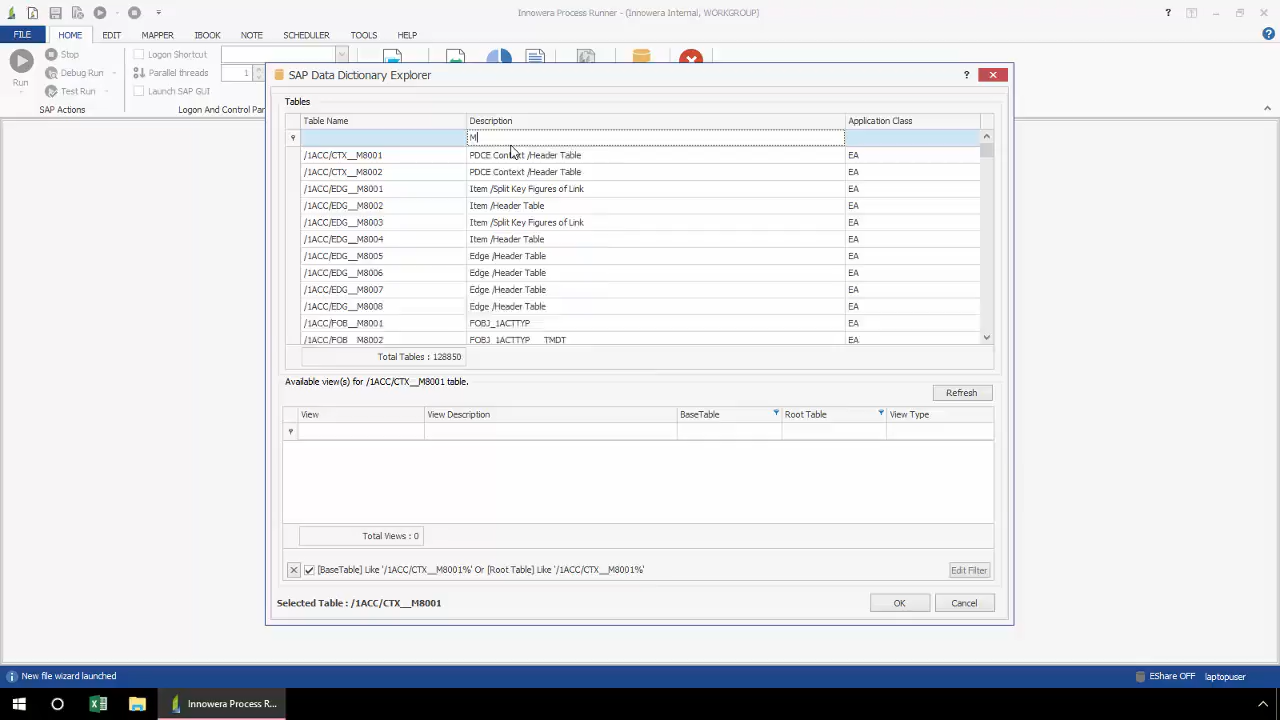 Innowera Process Runner - (Innowera Internal, WORKGROUP)
FILE HOME EDIT MAPPER IBOOK NOTE SCHEDULER TOOLS HELP
Run
Stop
Debug Run
Test Run
SAP Actions
Logon Shortcut
Parallel threads 1
Launch SAP GUI
Logon And Control Par
SAP Data Dictionary Explorer
Tables
Table Name Description Application Class
M
/1ACC/CTX__M8001 PDCE Context /Header Table EA
/1ACC/CTX__M8002 PDCE Context /Header Table EA
/1ACC/EDG__M8001 Item /Split Key Figures of Link EA
/1ACC/EDG__M8002 Item /Header Table EA
/1ACC/EDG__M8003 Item /Split Key Figures of Link EA
/1ACC/EDG__M8004 Item /Header Table EA
/1ACC/EDG__M8005 Edge /Header Table EA
/1ACC/EDG__M8006 Edge /Header Table EA
/1ACC/EDG__M8007 Edge /Header Table EA
/1ACC/EDG__M8008 Edge /Header Table EA
/1ACC/FOB__M8001 FOBJ_1ACTTYP EA
/1ACC/FOB__M8002 FOBJ_1ACTTYP___TMDT EA
Total Tables : 128850
Available view(s) for /1ACC/CTX__M8001 table.
Refresh
View View Description BaseTable Root Table View Type
Total Views : 0
[BaseTable] Like '/1ACC/CTX__M8001%' Or [Root Table] Like '/1ACC/CTX__M8001%'
Edit Filter
Selected Table : /1ACC/CTX__M8001
OK Cancel
New file wizard launched
EShare OFF laptopuser
Innowera Process R...